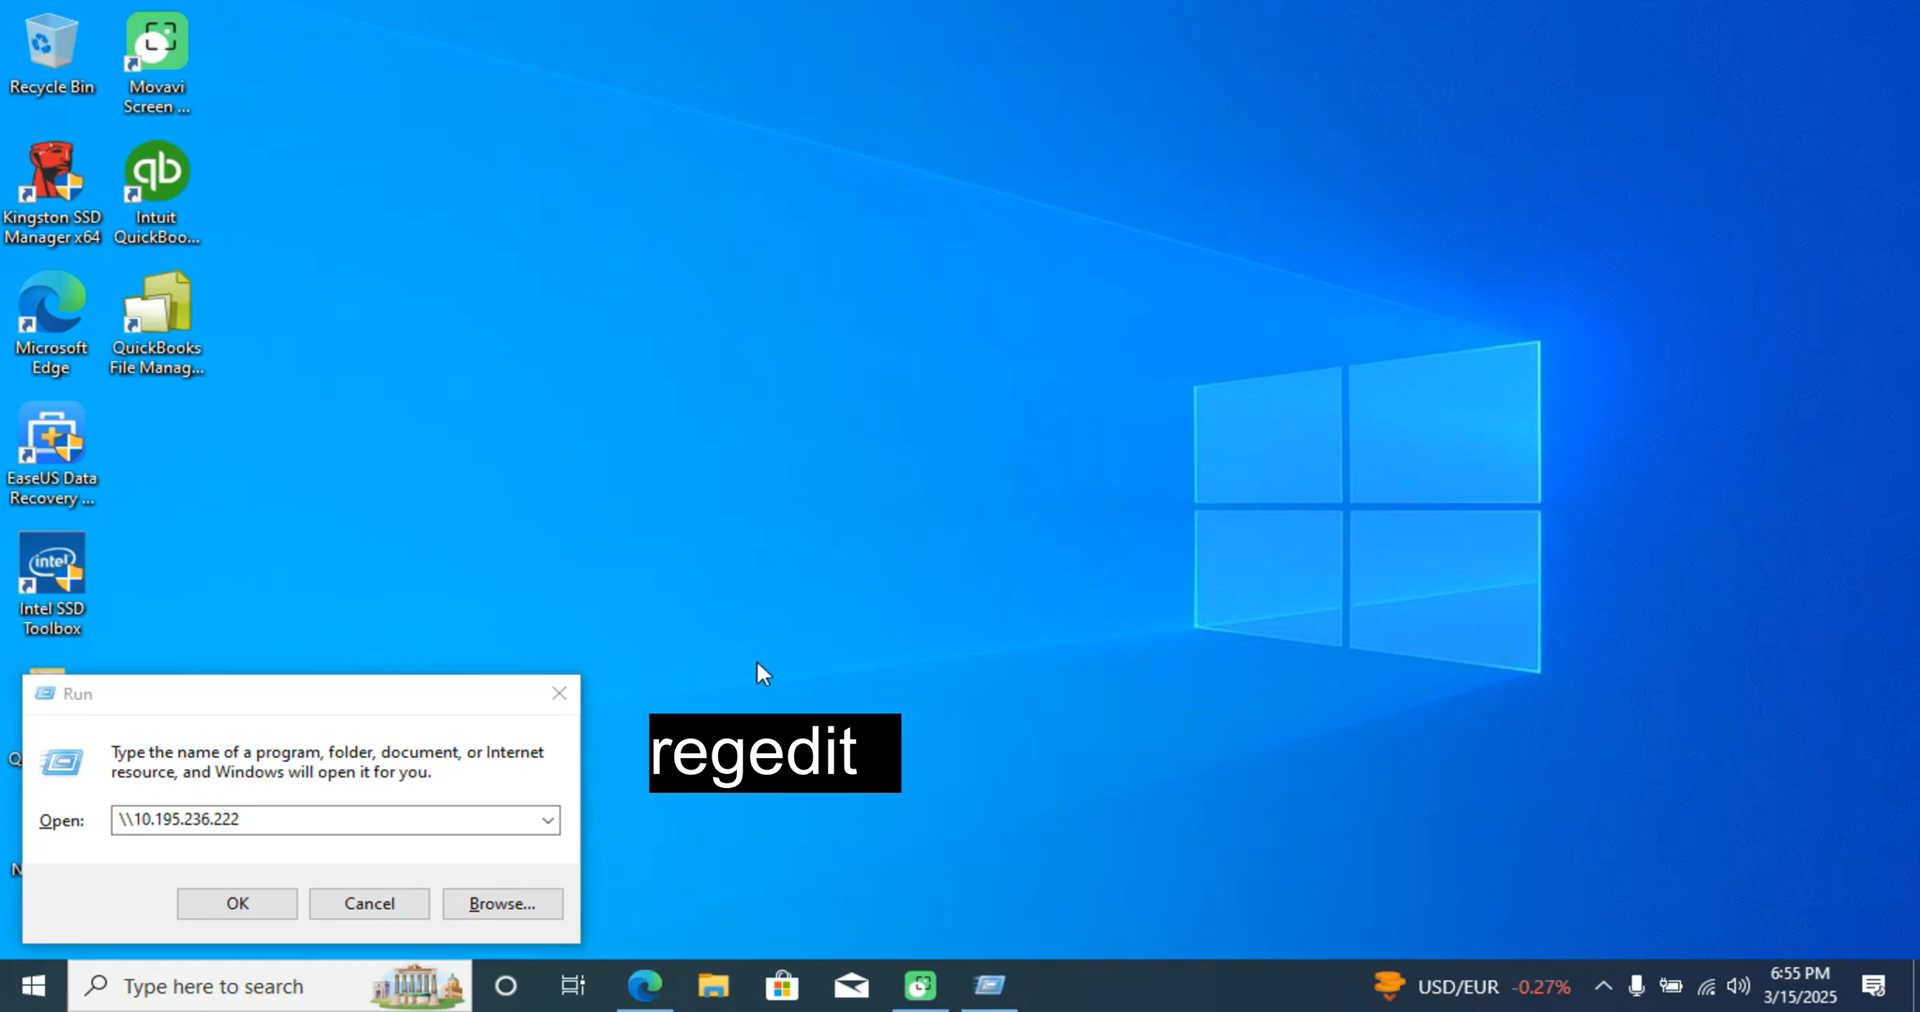 Recycle Bin
Movavi
Screen ...
Kingston SSD
Manager x64
qb
Intuit
QuickBoo...
Microsoft
Edge
QuickBooks
File Manag...
EaseUS Data
Recovery ...
intel
Intel SSD
Toolbox
Run
Type the name of a program, folder, document, or Internet
resource, and Windows will open it for you.
Open:
\\10.195.236.222
OK
Cancel
Browse...
regedit
Type here to search
USD/EUR
-0.27%
6:55 PM
3/15/2025